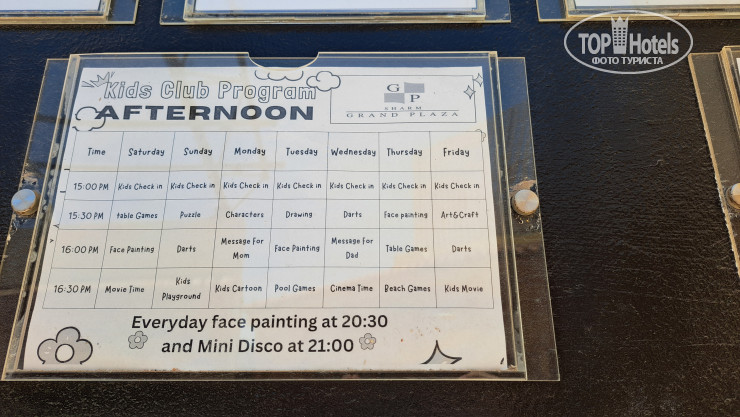 TOP Hotels
ФОТО ТУРИСТА
Kids Club Program
AFTERNOON
G P
SHARM
GRAND PLAZA
Time Saturday Sunday Monday Tuesday Wednesday Thursday Friday
15:00 PM Kids Check in Kids Check in Kids Check in Kids Check in Kids Check in Kids Check in Kids Check in
15:30 PM table Games Puzzle Characters Drawing Darts Face painting Art&Craft
16:00 PM Face Painting Darts Message For Mom Face Painting Message For Dad Table Games Darts
16:30 PM Movie Time Kids Playground Kids Cartoon Pool Games Cinema Time Beach Games Kids Movie
Everyday face painting at 20:30
and Mini Disco at 21:00